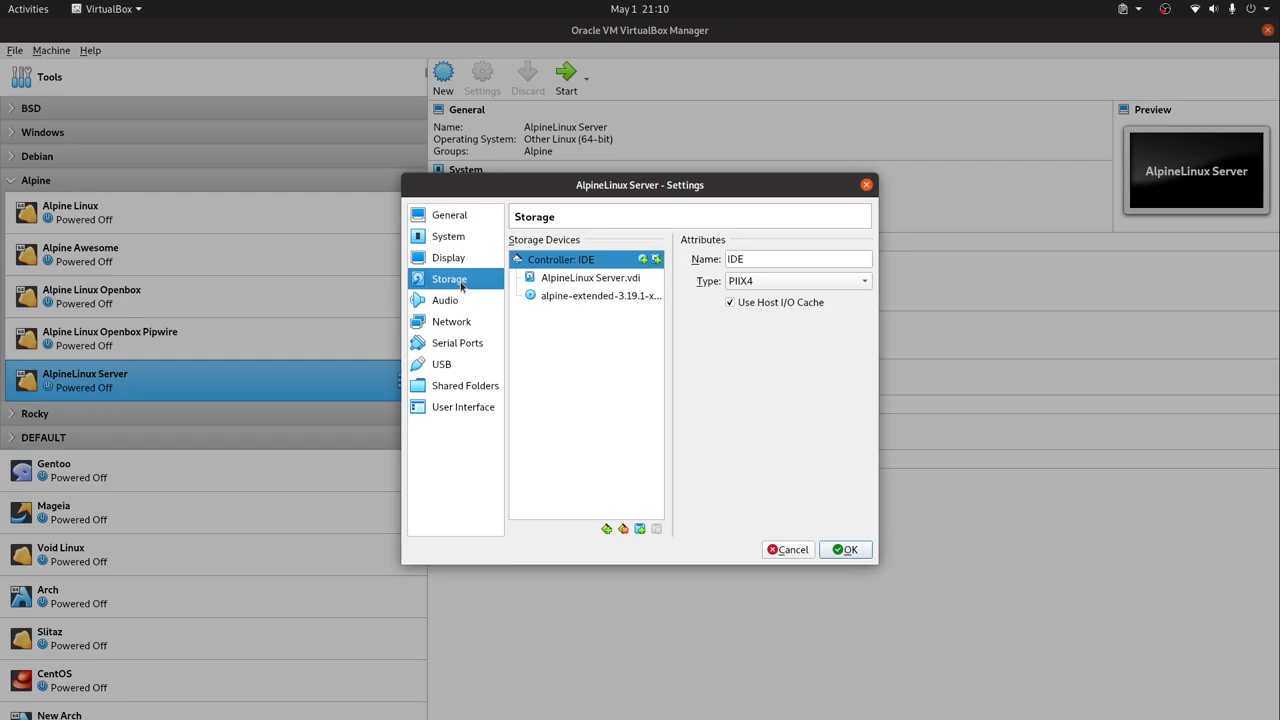 Activities
VirtualBox
May 1 21:10
Oracle VM VirtualBox Manager
File Machine Help
Tools
New
Settings
Discard
Start
BSD
Windows
Debian
Alpine
Alpine Linux
Powered Off
Alpine Awesome
Powered Off
Alpine Linux Openbox
Powered Off
Alpine Linux Openbox Pipwire
Powered Off
AlpineLinux Server
Powered Off
Rocky
DEFAULT
Gentoo
Powered Off
Mageia
Powered Off
Void Linux
Powered Off
Arch
Powered Off
Slitaz
Powered Off
CentOS
Powered Off
New Arch
General
Name: AlpineLinux Server
Operating System: Other Linux (64-bit)
Groups: Alpine
System
Preview
AlpineLinux Server
AlpineLinux Server - Settings
General
System
Display
Storage
Audio
Network
Serial Ports
USB
Shared Folders
User Interface
Storage
Storage Devices
Controller: IDE
AlpineLinux Server.vdi
alpine-extended-3.19.1-x...
Attributes
Name: IDE
Type: PIIX4
Use Host I/O Cache
Cancel
OK